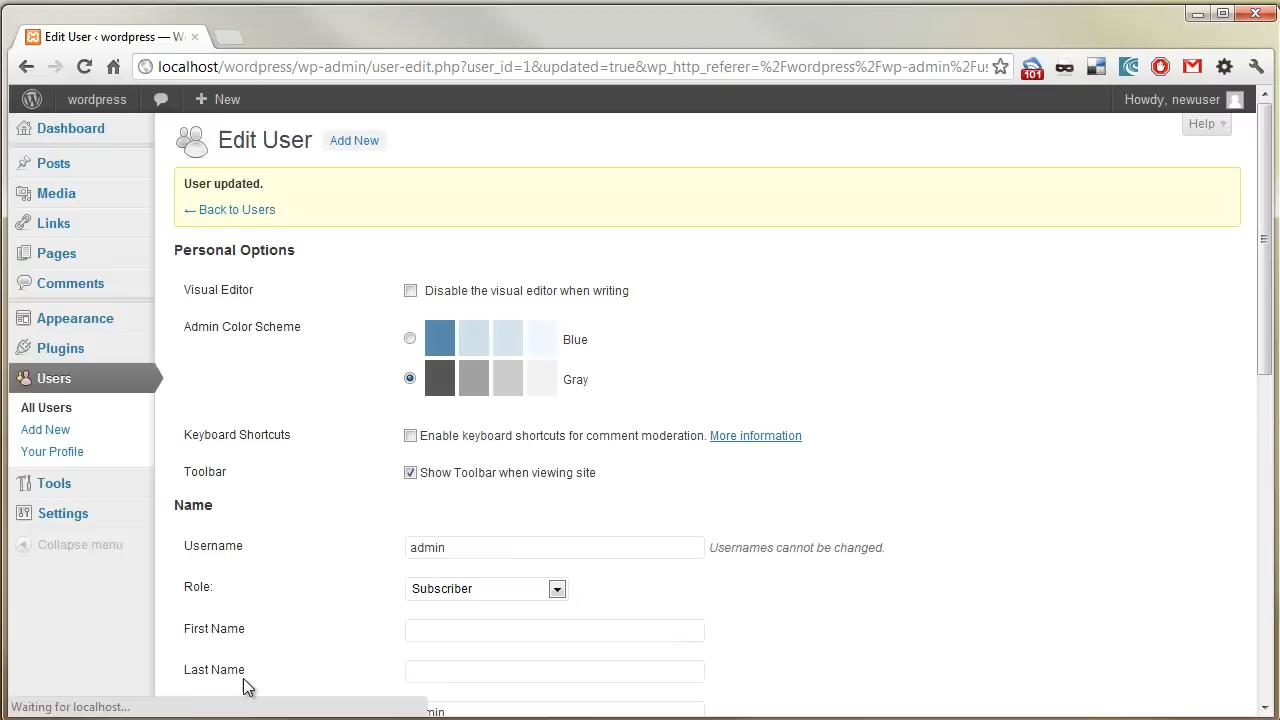 Edit User ‹ wordpress — W
localhost/wordpress/wp-admin/user-edit.php?user_id=1&updated=true&wp_http_referer=%2Fwordpress%2Fwp-admin%2Fus
101
wordpress
New
Howdy, newuser
Help
Dashboard
Posts
Media
Links
Pages
Comments
Appearance
Plugins
Users
All Users
Add New
Your Profile
Tools
Settings
Collapse menu
Edit User
Add New
User updated.
← Back to Users
Personal Options
Visual Editor
Disable the visual editor when writing
Admin Color Scheme
Blue
Gray
Keyboard Shortcuts
Enable keyboard shortcuts for comment moderation. More information
Toolbar
Show Toolbar when viewing site
Name
Username
admin
Usernames cannot be changed.
Role:
Subscriber
First Name
Last Name
Waiting for localhost...